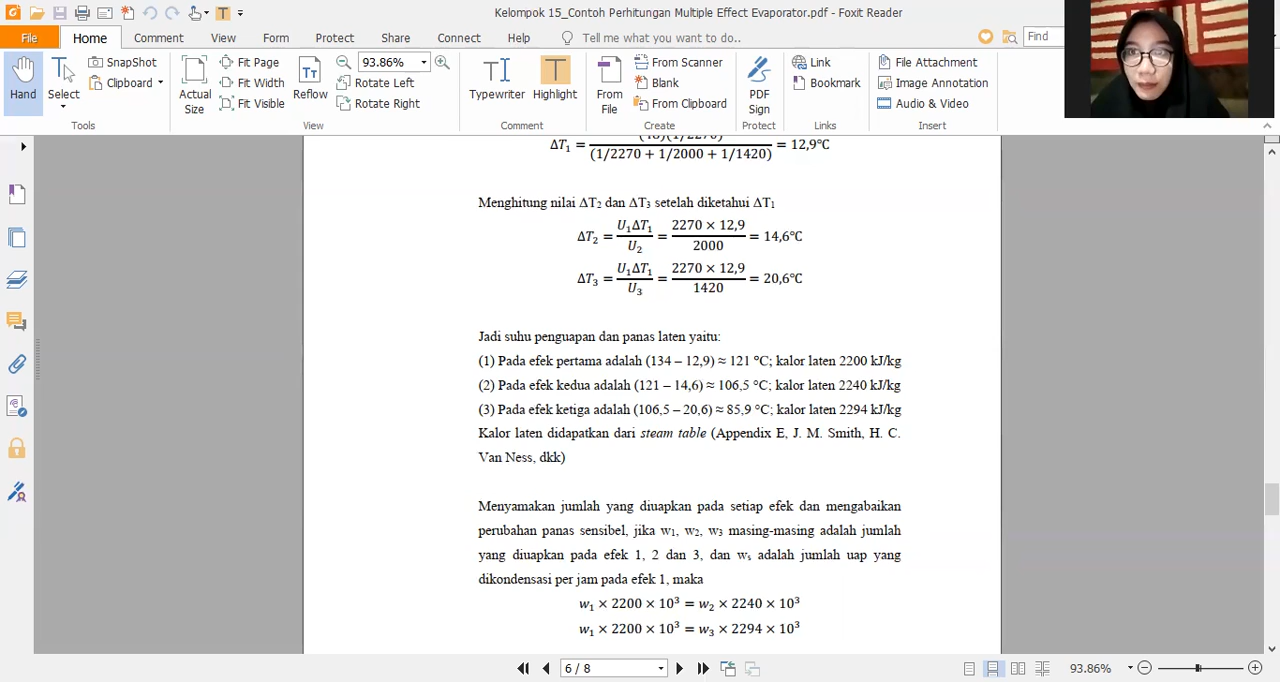 Kelompok 15_Contoh Perhitungan Multiple Effect Evaporator.pdf - Foxit Reader
File Home Comment View Form Protect Share Connect Help Tell me what you want to do.. Find
Hand
Select
SnapShot
Clipboard
Tools
Actual Size
Fit Page
Fit Width
Fit Visible
Reflow
93.86%
Rotate Left
Rotate Right
View
Typewriter
Highlight
Comment
From File
From Scanner
Blank
From Clipboard
Create
PDF Sign
Protect
Link
Bookmark
Links
File Attachment
Image Annotation
Audio & Video
Insert
ΔT₁ = / (1/2270 + 1/2000 + 1/1420) = 12,9℃
Menghitung nilai ΔT₂ dan ΔT₃ setelah diketahui ΔT₁
ΔT₂ = U₁ΔT₁ / U₂ = 2270 × 12,9 / 2000 = 14,6℃
ΔT₃ = U₁ΔT₁ / U₃ = 2270 × 12,9 / 1420 = 20,6℃
Jadi suhu penguapan dan panas laten yaitu:
(1) Pada efek pertama adalah (134 – 12,9) ≈ 121 °C; kalor laten 2200 kJ/kg
(2) Pada efek kedua adalah (121 – 14,6) ≈ 106,5 °C; kalor laten 2240 kJ/kg
(3) Pada efek ketiga adalah (106,5 – 20,6) ≈ 85,9 °C; kalor laten 2294 kJ/kg
Kalor laten didapatkan dari steam table (Appendix E, J. M. Smith, H. C.
Van Ness, dkk)
Menyamakan jumlah yang diuapkan pada setiap efek dan mengabaikan
perubahan panas sensibel, jika w₁, w₂, w₃ masing-masing adalah jumlah
yang diuapkan pada efek 1, 2 dan 3, dan wₛ adalah jumlah uap yang
dikondensasi per jam pada efek 1, maka
w₁ × 2200 × 10³ = w₂ × 2240 × 10³
w₁ × 2200 × 10³ = w₃ × 2294 × 10³
6 / 8
93.86%